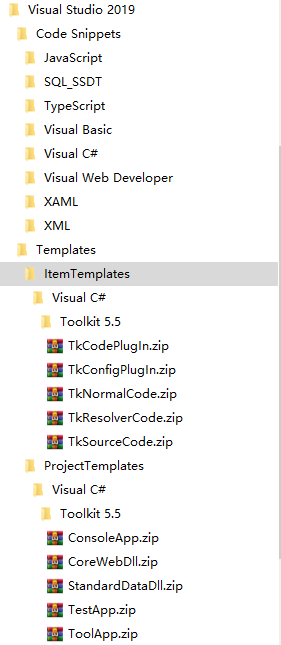 Visual Studio 2019
Code Snippets
JavaScript
SQL_SSDT
TypeScript
Visual Basic
Visual C#
Visual Web Developer
XAML
XML
Templates
ItemTemplates
Visual C#
Toolkit 5.5
TkCodePlugIn.zip
TkConfigPlugIn.zip
TkNormalCode.zip
TkResolverCode.zip
TkSourceCode.zip
ProjectTemplates
Visual C#
Toolkit 5.5
ConsoleApp.zip
CoreWebDll.zip
StandardDataDll.zip
TestApp.zip
ToolApp.zip